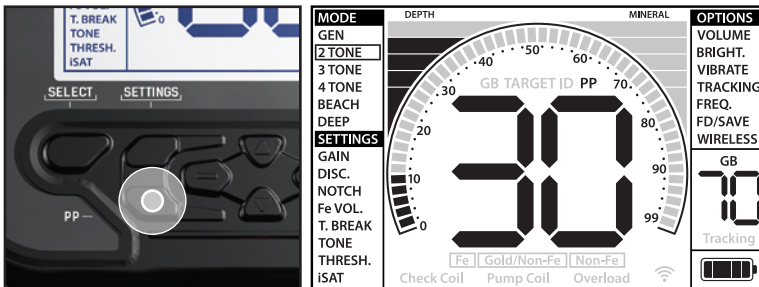 T. BREAK
TONE
THRESH.
iSAT
0
SELECT
SETTINGS
PP
MODE
GEN
2 TONE
3 TONE
4 TONE
BEACH
DEEP
SETTINGS
GAIN
DISC.
NOTCH
Fe VOL.
T. BREAK
TONE
THRESH.
iSAT
DEPTH
MINERAL
0
10
20
30
40
50
60
70
80
90
99
GB TARGET ID PP
30
Fe Gold/Non-Fe Non-Fe
Check Coil Pump Coil Overload
OPTIONS
VOLUME
BRIGHT.
VIBRATE
TRACKING
FREQ.
FD/SAVE
WIRELESS
GB
70
Tracking